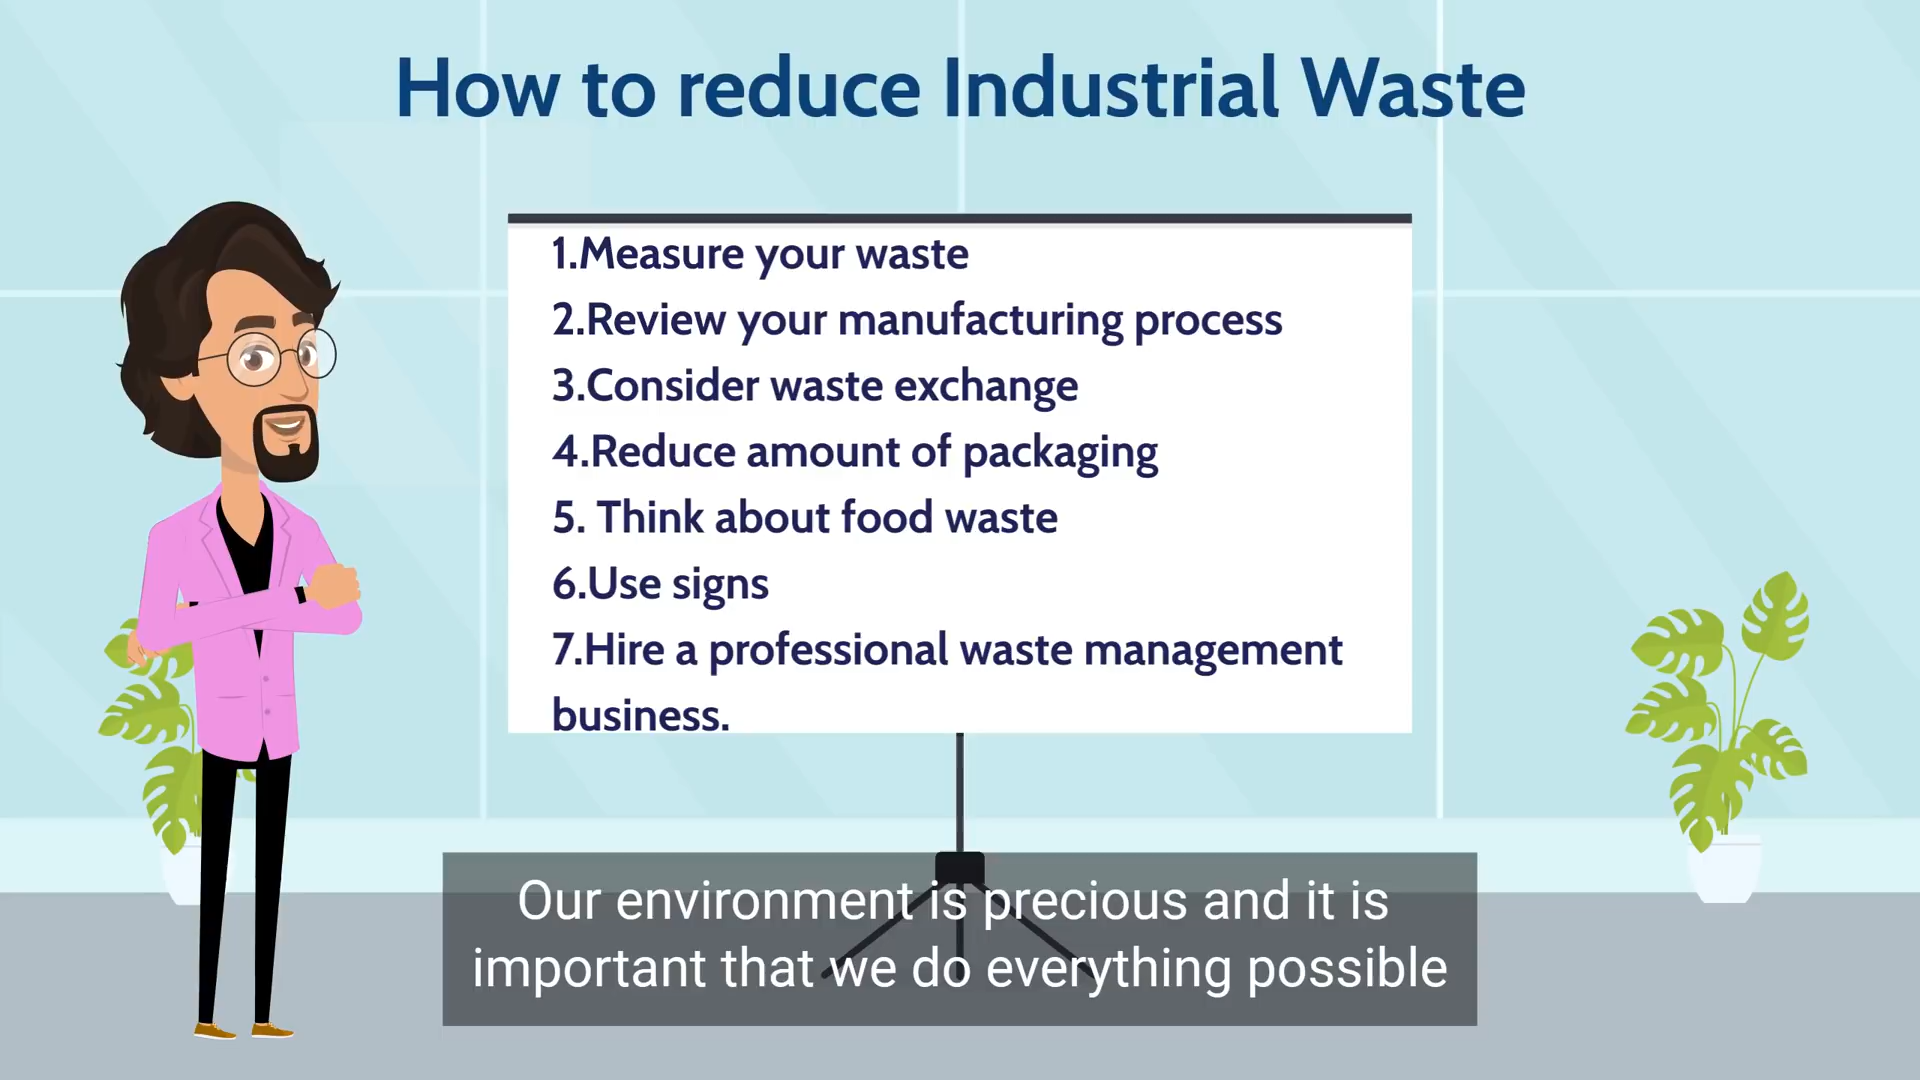 How to reduce Industrial Waste
1.Measure your waste
2.Review your manufacturing process
3.Consider waste exchange
4.Reduce amount of packaging
5. Think about food waste
6.Use signs
7.Hire a professional waste management
business.
Our environment is precious and it is
important that we do everything possible